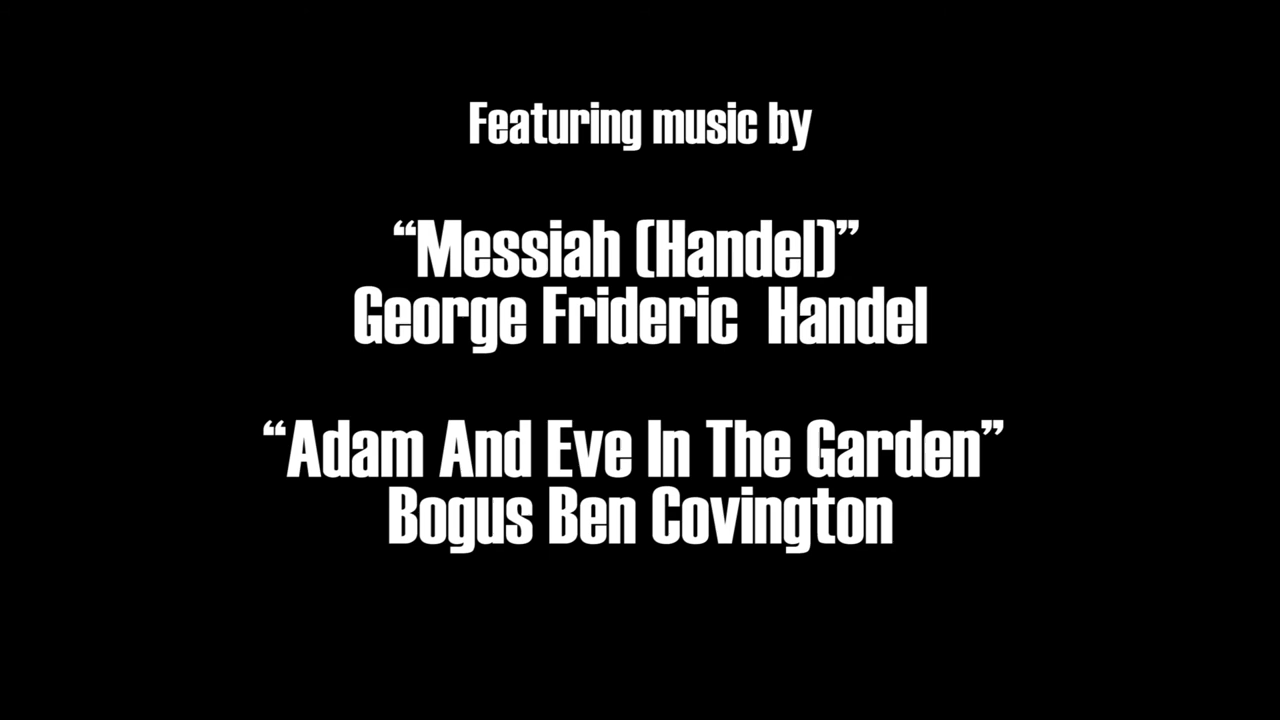 Featuring music by
“Messiah (Handel)”
George Frideric  Handel
“Adam And Eve In The Garden”
Bogus Ben Covington